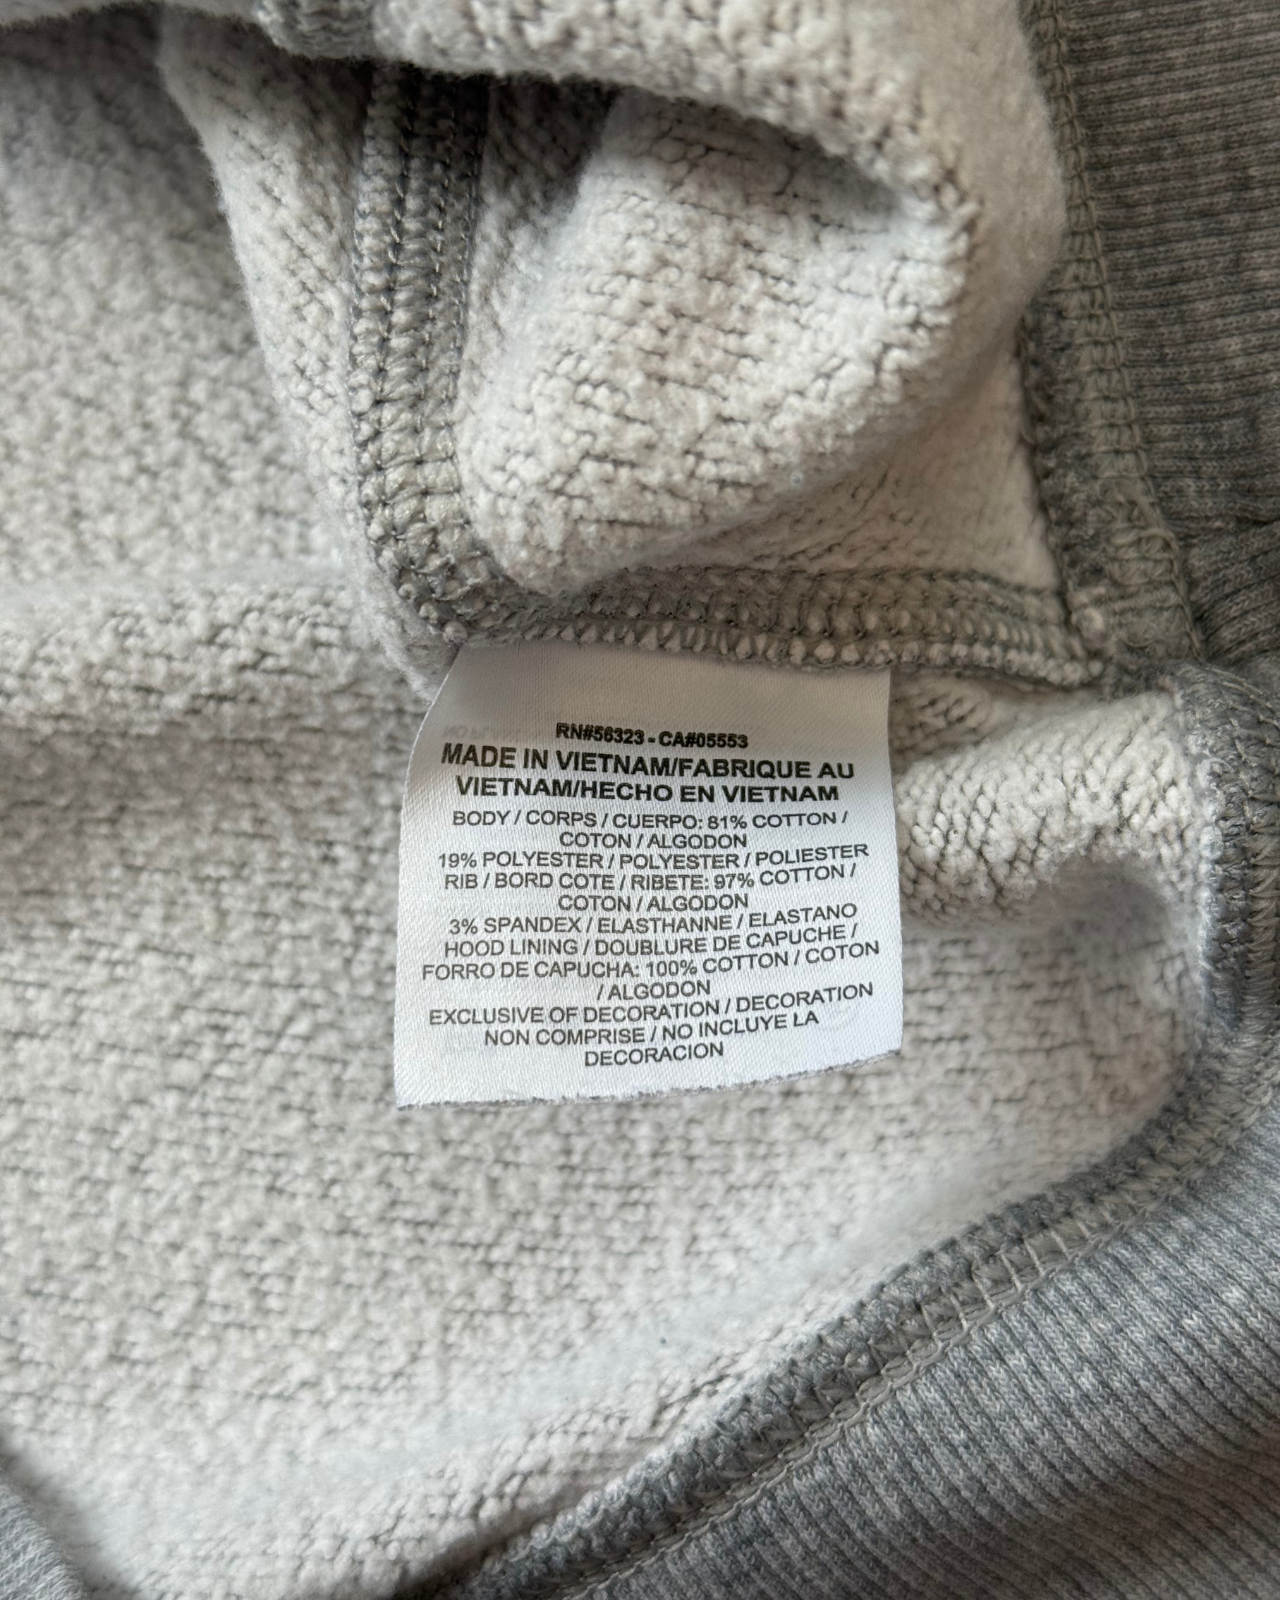 RN#56323 - CA#05553
MADE IN VIETNAM/FABRIQUE AU
VIETNAM/HECHO EN VIETNAM
BODY / CORPS / CUERPO: 81% COTTON /
COTON / ALGODON
19% POLYESTER / POLYESTER / POLIESTER
RIB / BORD COTE / RIBETE: 97% COTTON /
COTON / ALGODON
3% SPANDEX / ELASTHANNE / ELASTANO
HOOD LINING / DOUBLURE DE CAPUCHE /
FORRO DE CAPUCHA: 100% COTTON / COTON
/ ALGODON
EXCLUSIVE OF DECORATION / DECORATION
NON COMPRISE / NO INCLUYE LA
DECORACION